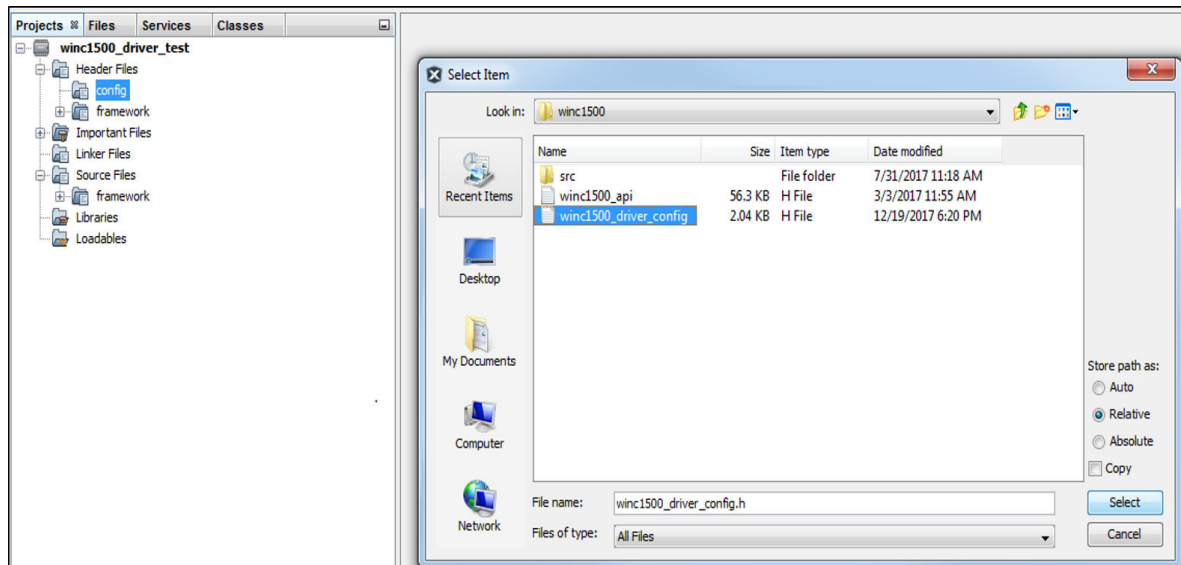 Projects Files Services Classes
winc1500_driver_test
Header Files
config
framework
Important Files
Linker Files
Source Files
framework
Libraries
Loadables
Select Item
Look in: winc1500
Recent Items
Desktop
My Documents
Computer
Network
Name Size Item type Date modified
src File folder 7/31/2017 11:18 AM
winc1500_api 56.3 KB H File 3/3/2017 11:55 AM
winc1500_driver_config 2.04 KB H File 12/19/2017 6:20 PM
Store path as:
Auto
Relative
Absolute
Copy
File name: winc1500_driver_config.h Select
Files of type: All Files Cancel